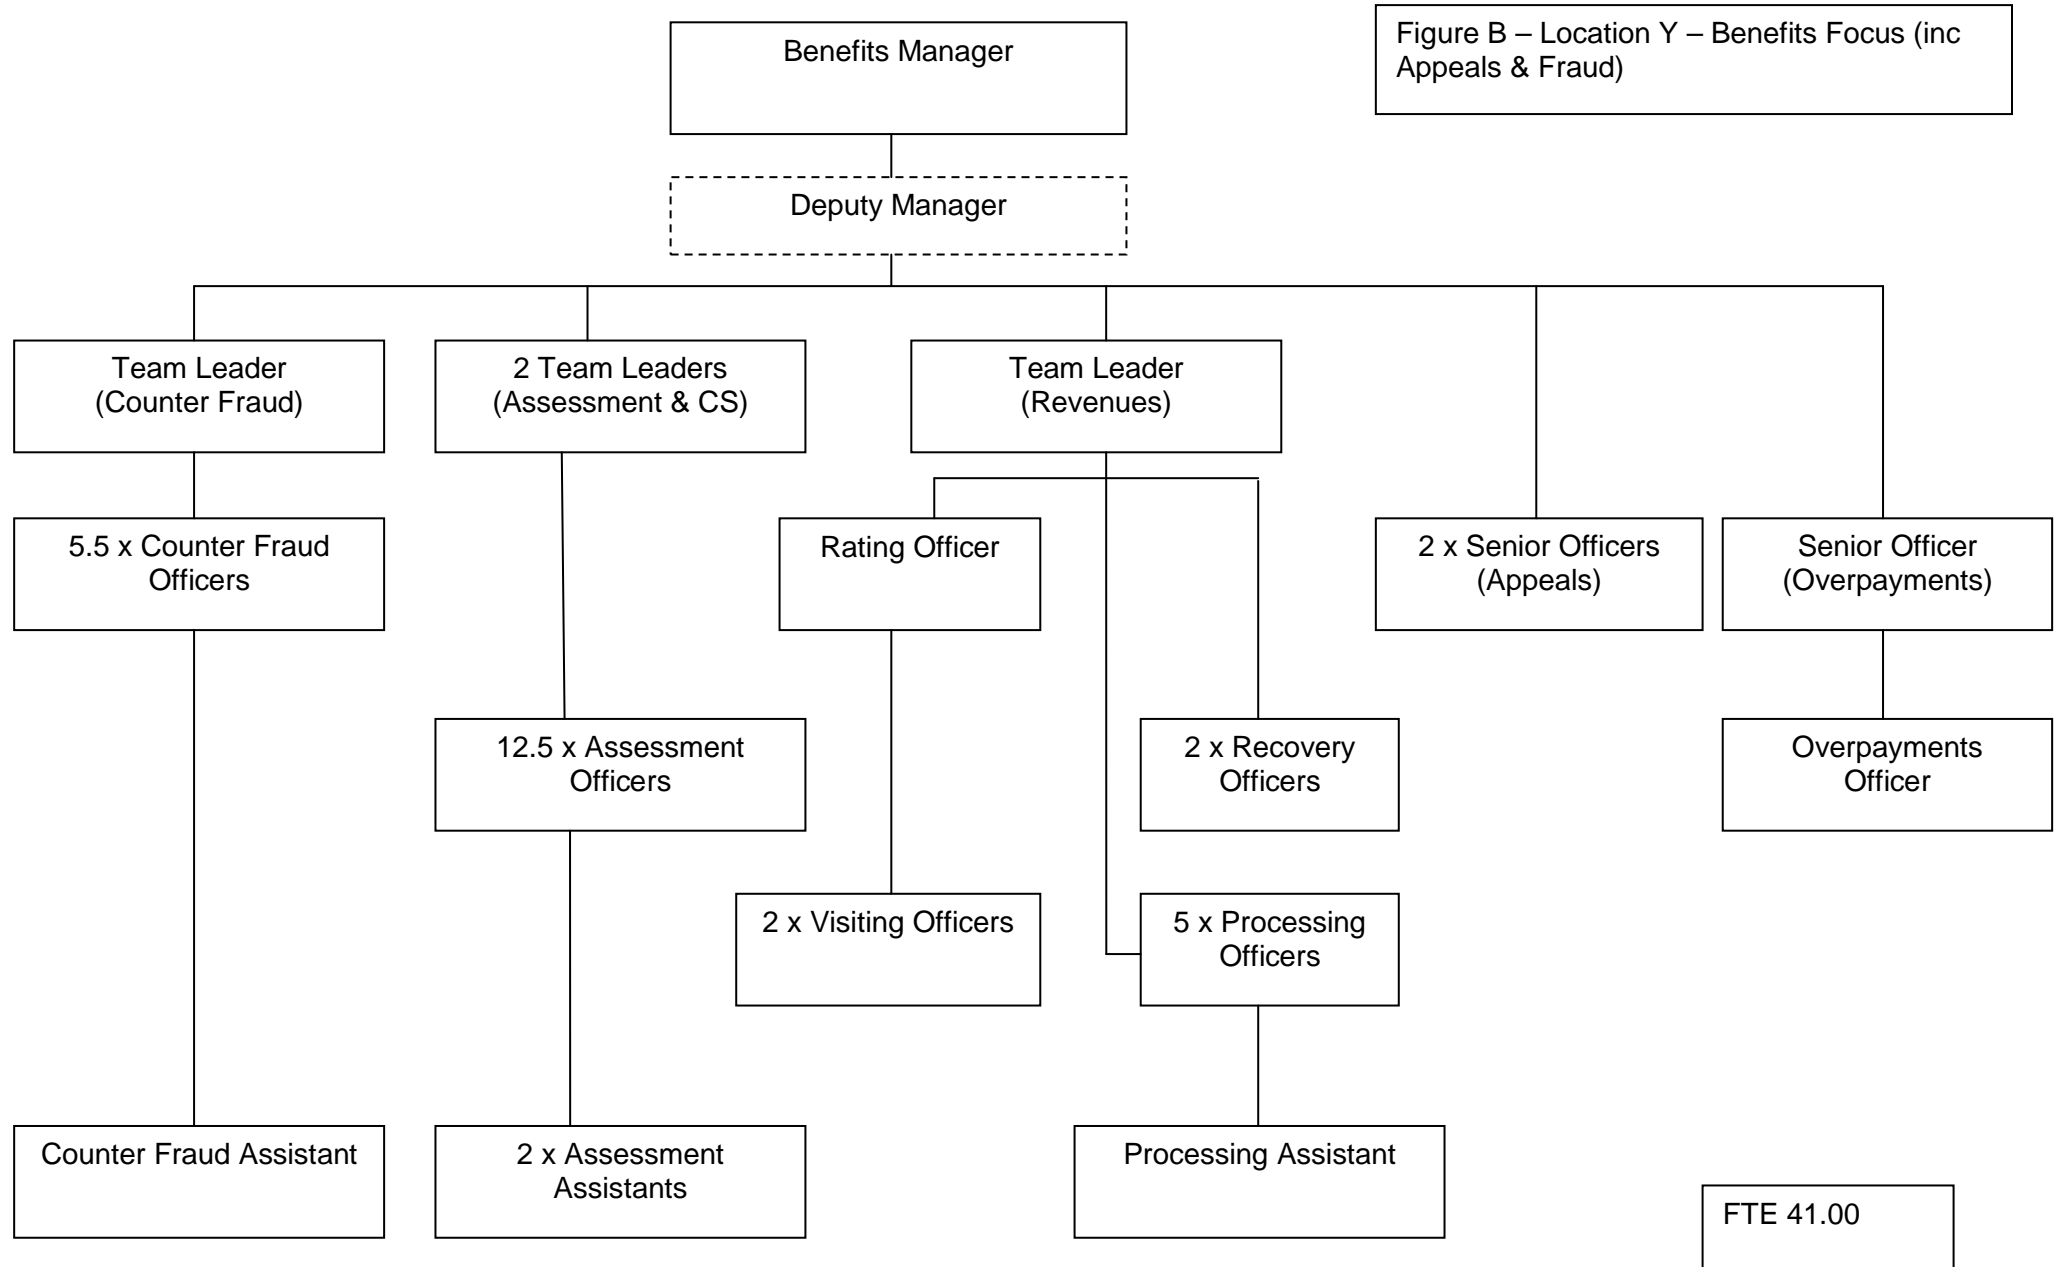 Benefits Manager
Figure B – Location Y – Benefits Focus (inc
Appeals & Fraud)
Deputy Manager
Team Leader
(Counter Fraud)
2 Team Leaders
(Assessment & CS)
Team Leader
(Revenues)
5.5 x Counter Fraud
Officers
Rating Officer
2 x Senior Officers
(Appeals)
Senior Officer
(Overpayments)
12.5 x Assessment
Officers
2 x Recovery
Officers
Overpayments
Officer
2 x Visiting Officers
5 x Processing
Officers
Counter Fraud Assistant
2 x Assessment
Assistants
Processing Assistant
FTE 41.00